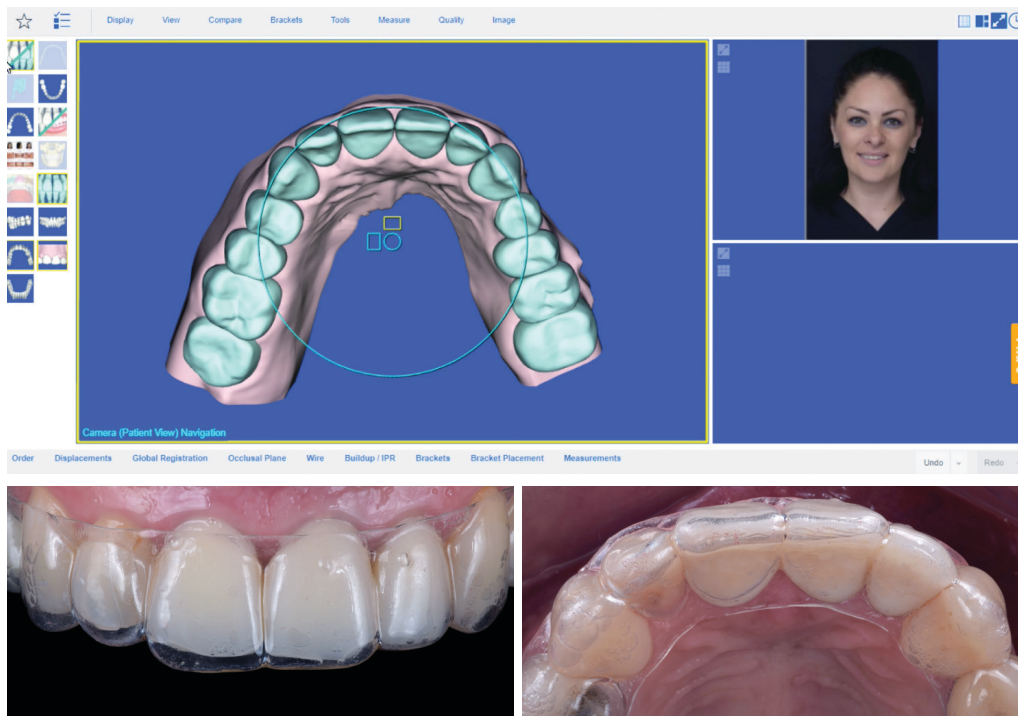 Display View Compare Brackets Tools Measure Quality Image
Camera (Patient View) Navigation
Order Displacements Global Registration Occlusal Plane Wire Buildup / IPR Brackets Bracket Placement Measurements Undo Redo